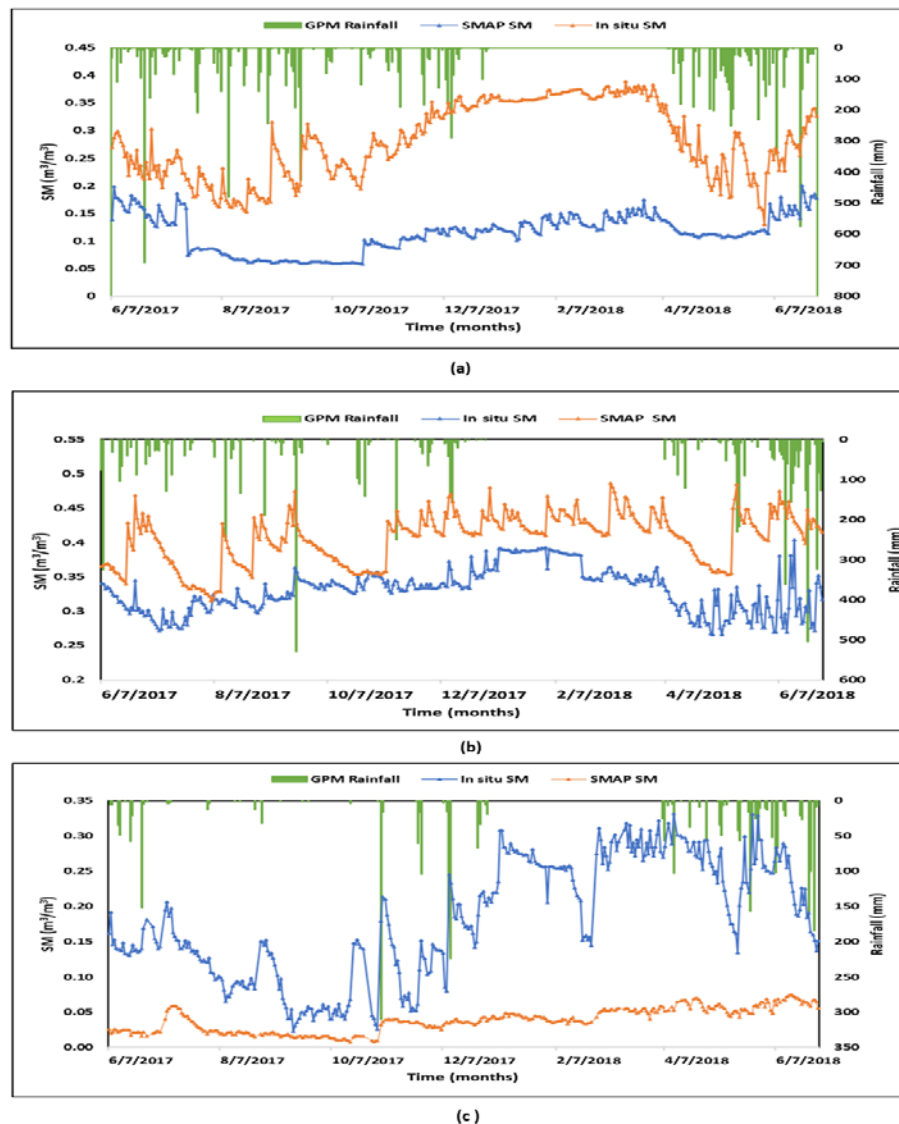 GPM Rainfall SMAP SM In situ SM
SM (m³/m³)
0.45
0.4
0.35
0.3
0.25
0.2
0.15
0.1
0.05
0
0
100
200
300
400
500
600
700
800
Rainfall (mm)
6/7/2017 8/7/2017 10/7/2017 12/7/2017 2/7/2018 4/7/2018 6/7/2018
Time (months)
(a)
GPM Rainfall In situ SM SMAP SM
SM (m³/m³)
0.55
0.5
0.45
0.4
0.35
0.3
0.25
0.2
0
100
200
300
400
500
600
Rainfall (mm)
6/7/2017 8/7/2017 10/7/2017 12/7/2017 2/7/2018 4/7/2018 6/7/2018
Time (months)
(b)
GPM Rainfall In situ SM SMAP SM
SM (m³/m³)
0.35
0.30
0.25
0.20
0.15
0.10
0.05
0.00
0
50
100
150
200
250
300
350
Rainfall (mm)
6/7/2017 8/7/2017 10/7/2017 12/7/2017 2/7/2018 4/7/2018 6/7/2018
Time (months)
(c )